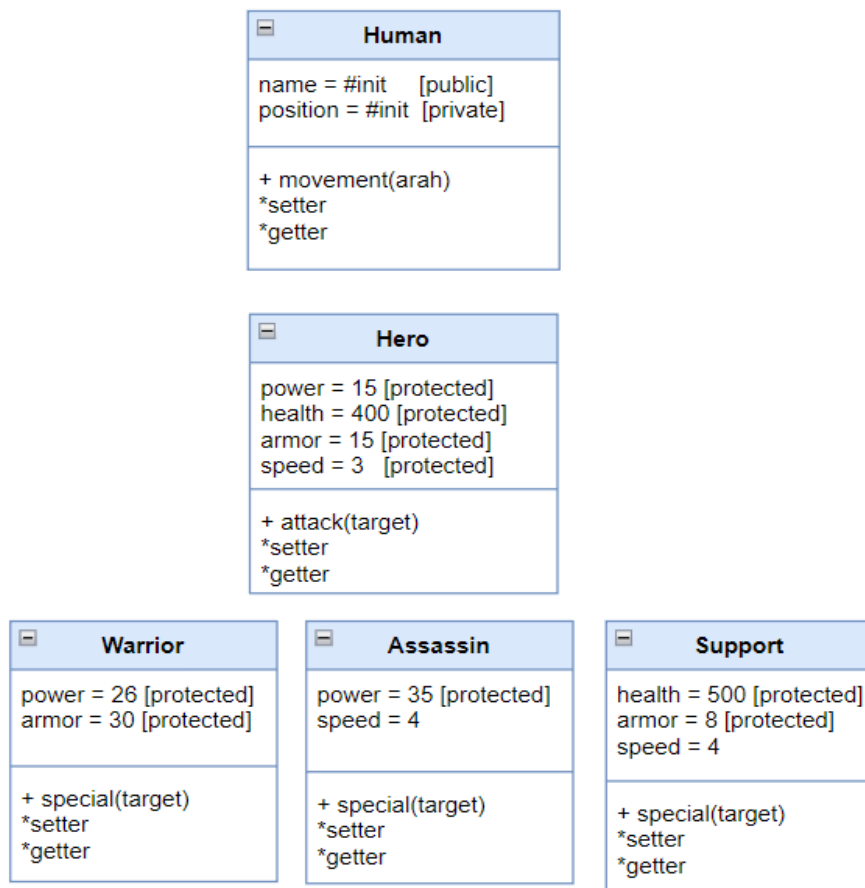 Human
name = #init [public]
position = #init [private]
+ movement(arah)
*setter
*getter
Hero
power = 15 [protected]
health = 400 [protected]
armor = 15 [protected]
speed = 3 [protected]
+ attack(target)
*setter
*getter
Warrior
power = 26 [protected]
armor = 30 [protected]
+ special(target)
*setter
*getter
Assassin
power = 35 [protected]
speed = 4
+ special(target)
*setter
*getter
Support
health = 500 [protected]
armor = 8 [protected]
speed = 4
+ special(target)
*setter
*getter